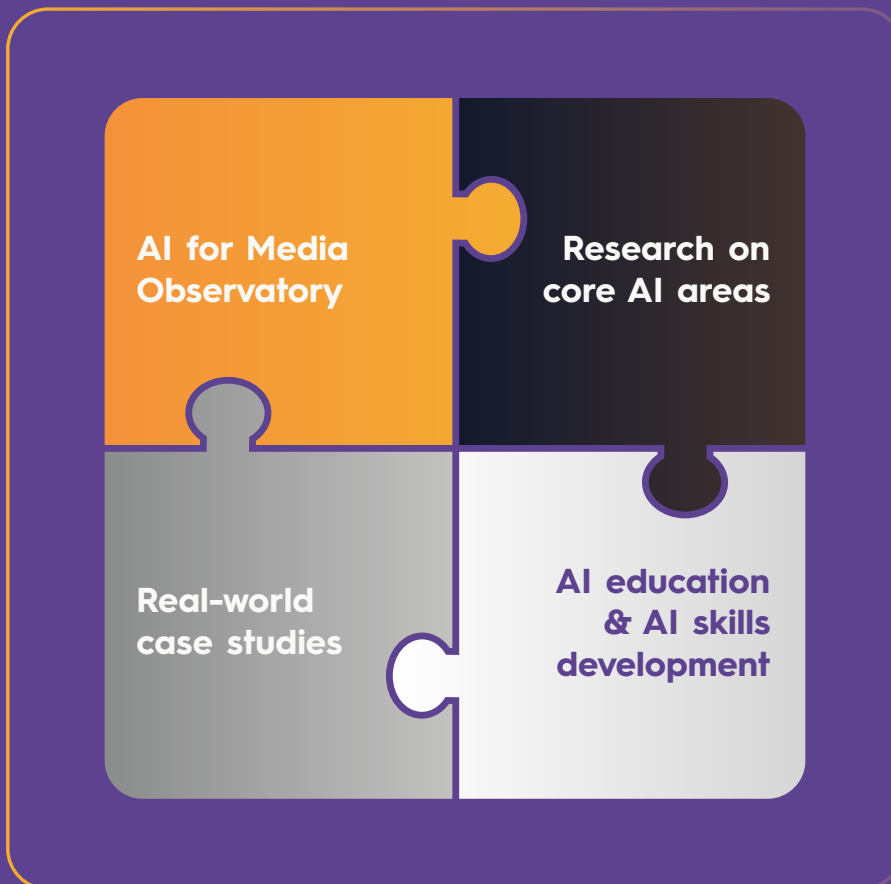 AI for Media
Observatory
Research on
core AI areas
Real-world
case studies
AI education
& AI skills
development